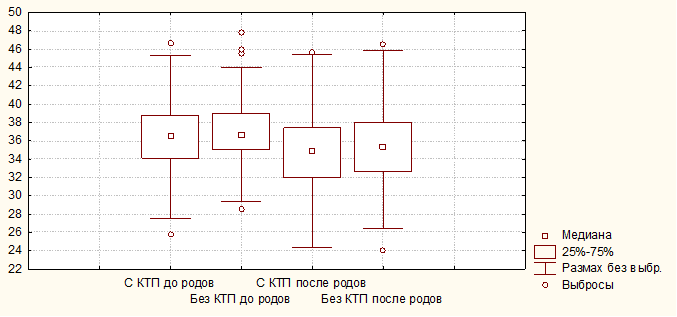 50
48
46
44
42
40
38
36
34
32
30
28
26
24
22
С КТП до родов
Без КТП до родов
С КТП после родов
Без КТП после родов
Медиана
25%-75%
Размах без выбр.
Выбросы